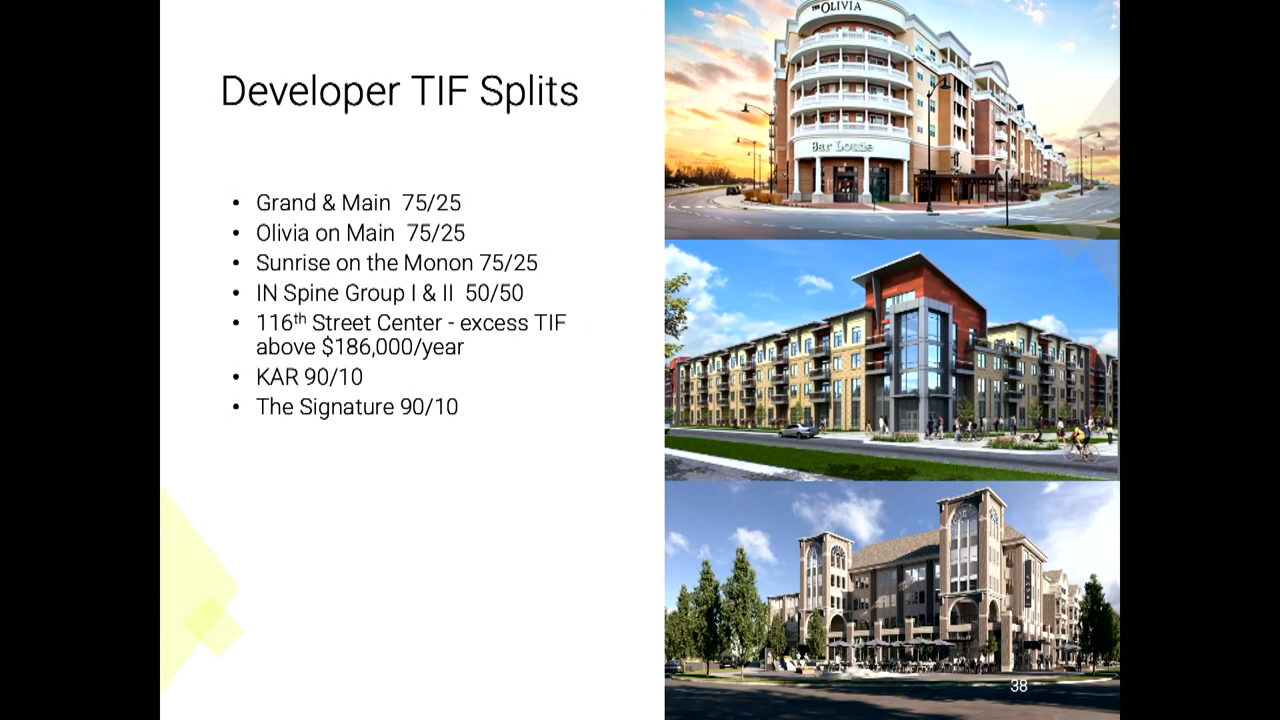 Developer TIF Splits
• Grand & Main 75/25
• Olivia on Main 75/25
• Sunrise on the Monon 75/25
• IN Spine Group I & II 50/50
• 116th Street Center - excess TIF
above $186,000/year
• KAR 90/10
• The Signature 90/10
THE OLIVIA
Bar Louie
38